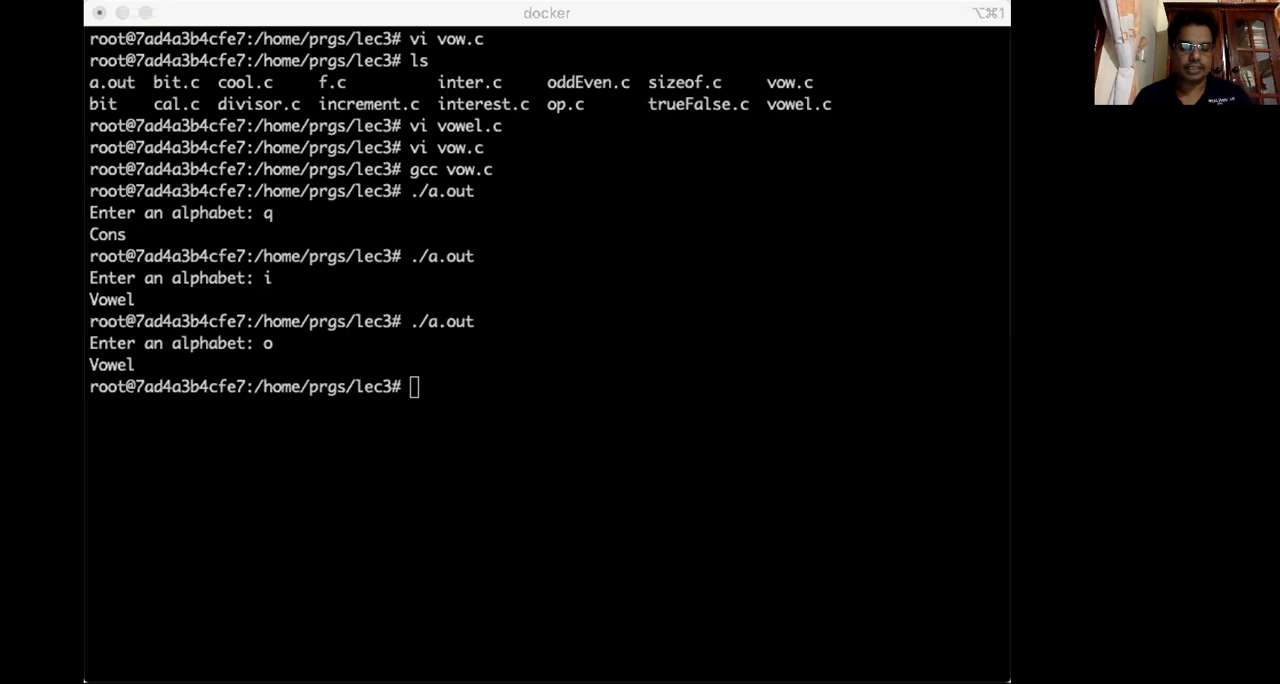 docker
⌥⌘1
root@7ad4a3b4cfe7:/home/prgs/lec3# vi vow.c
root@7ad4a3b4cfe7:/home/prgs/lec3# ls
a.out bit.c cool.c f.c inter.c oddEven.c sizeof.c vow.c
bit cal.c divisor.c increment.c interest.c op.c trueFalse.c vowel.c
root@7ad4a3b4cfe7:/home/prgs/lec3# vi vowel.c
root@7ad4a3b4cfe7:/home/prgs/lec3# vi vow.c
root@7ad4a3b4cfe7:/home/prgs/lec3# gcc vow.c
root@7ad4a3b4cfe7:/home/prgs/lec3# ./a.out
Enter an alphabet: q
Cons
root@7ad4a3b4cfe7:/home/prgs/lec3# ./a.out
Enter an alphabet: i
Vowel
root@7ad4a3b4cfe7:/home/prgs/lec3# ./a.out
Enter an alphabet: o
Vowel
root@7ad4a3b4cfe7:/home/prgs/lec3#